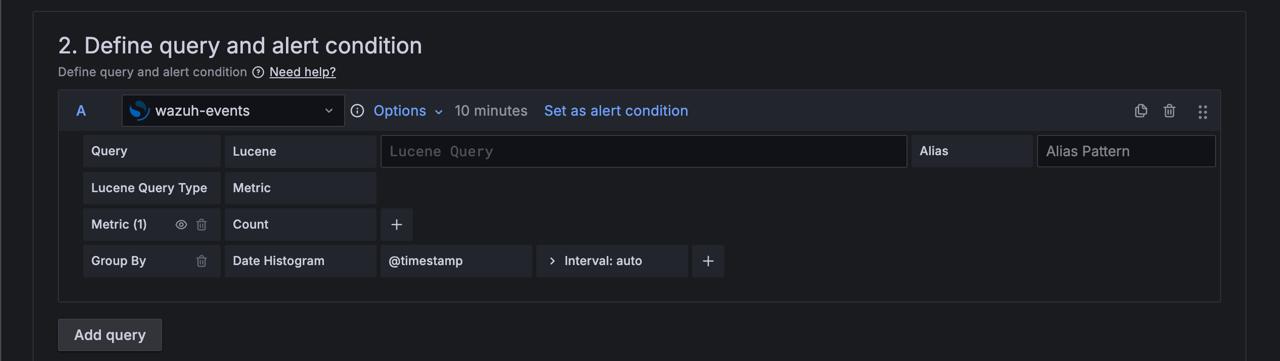 2. Define query and alert condition
Define query and alert condition Need help?
A wazuh-events Options 10 minutes Set as alert condition
Query Lucene Lucene Query Alias Alias Pattern
Lucene Query Type Metric
Metric (1) Count +
Group By Date Histogram @timestamp > Interval: auto +
Add query